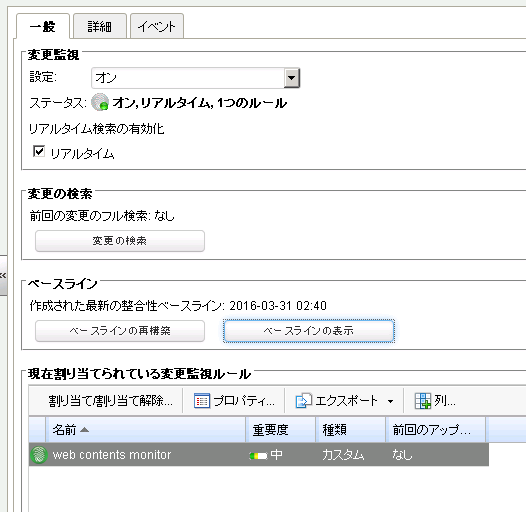 一般 詳細 イベント
変更監視
設定: オン
ステータス: オン,リアルタイム, 1つのルール
リアルタイム検索の有効化
リアルタイム
変更の検索
前回の変更のフル検索: なし
変更の検索
ベースライン
作成された最新の整合性ベースライン: 2016-03-31 02:40
ベースラインの再構築 ベースラインの表示
現在割り当てられている変更監視ルール
割り当て/割り当て解除... プロパティ... エクスポート 列...
名前 重要度 種類 前回のアップ...
web contents monitor 中 カスタム なし